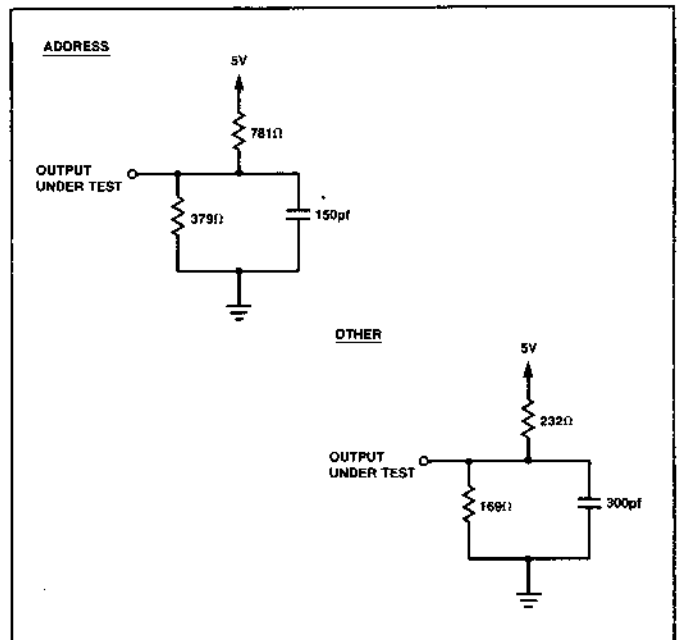 ADDRESS
5V
781Ω
OUTPUT
UNDER TEST
379Ω
150pf
OTHER
5V
232Ω
OUTPUT
UNDER TEST
169Ω
300pf